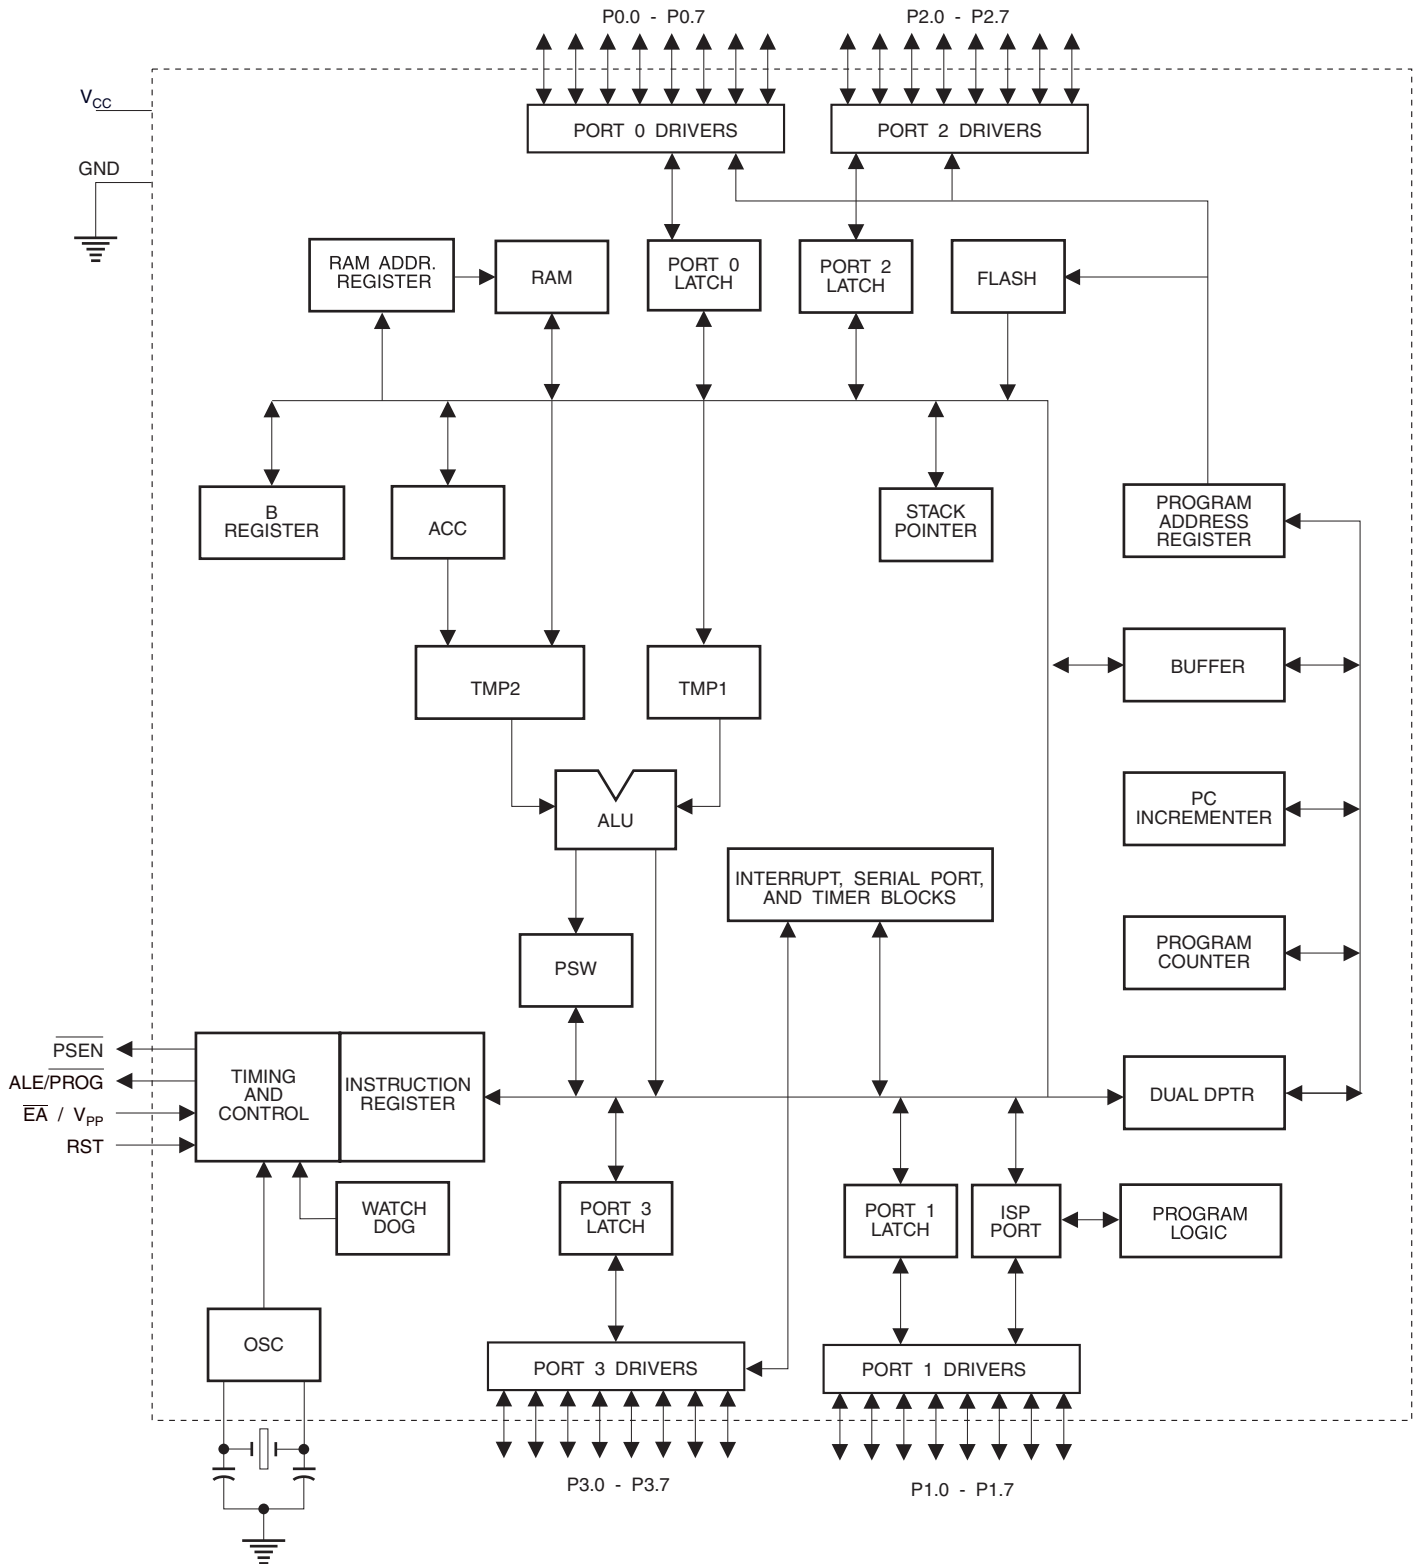 P0.0 - P0.7
P2.0 - P2.7
VCC
PORT 0 DRIVERS
PORT 2 DRIVERS
GND
RAM ADDR.
REGISTER
RAM
PORT 0
LATCH
PORT 2
LATCH
FLASH
B
REGISTER
ACC
STACK
POINTER
PROGRAM
ADDRESS
REGISTER
TMP2
TMP1
BUFFER
ALU
PC
INCREMENTER
INTERRUPT, SERIAL PORT,
AND TIMER BLOCKS
PSW
PROGRAM
COUNTER
PSEN
ALE/PROG
EA / VPP
RST
TIMING
AND
CONTROL
INSTRUCTION
REGISTER
DUAL DPTR
WATCH
DOG
PORT 3
LATCH
PORT 1
LATCH
ISP
PORT
PROGRAM
LOGIC
OSC
PORT 3 DRIVERS
PORT 1 DRIVERS
P3.0 - P3.7
P1.0 - P1.7